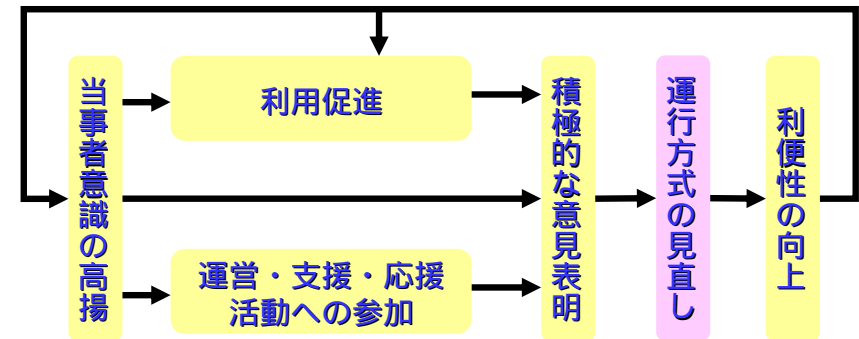 当事者意識の高揚
利用促進
運営・支援・応援
活動への参加
積極的な意見表明
運行方式の見直し
利便性の向上